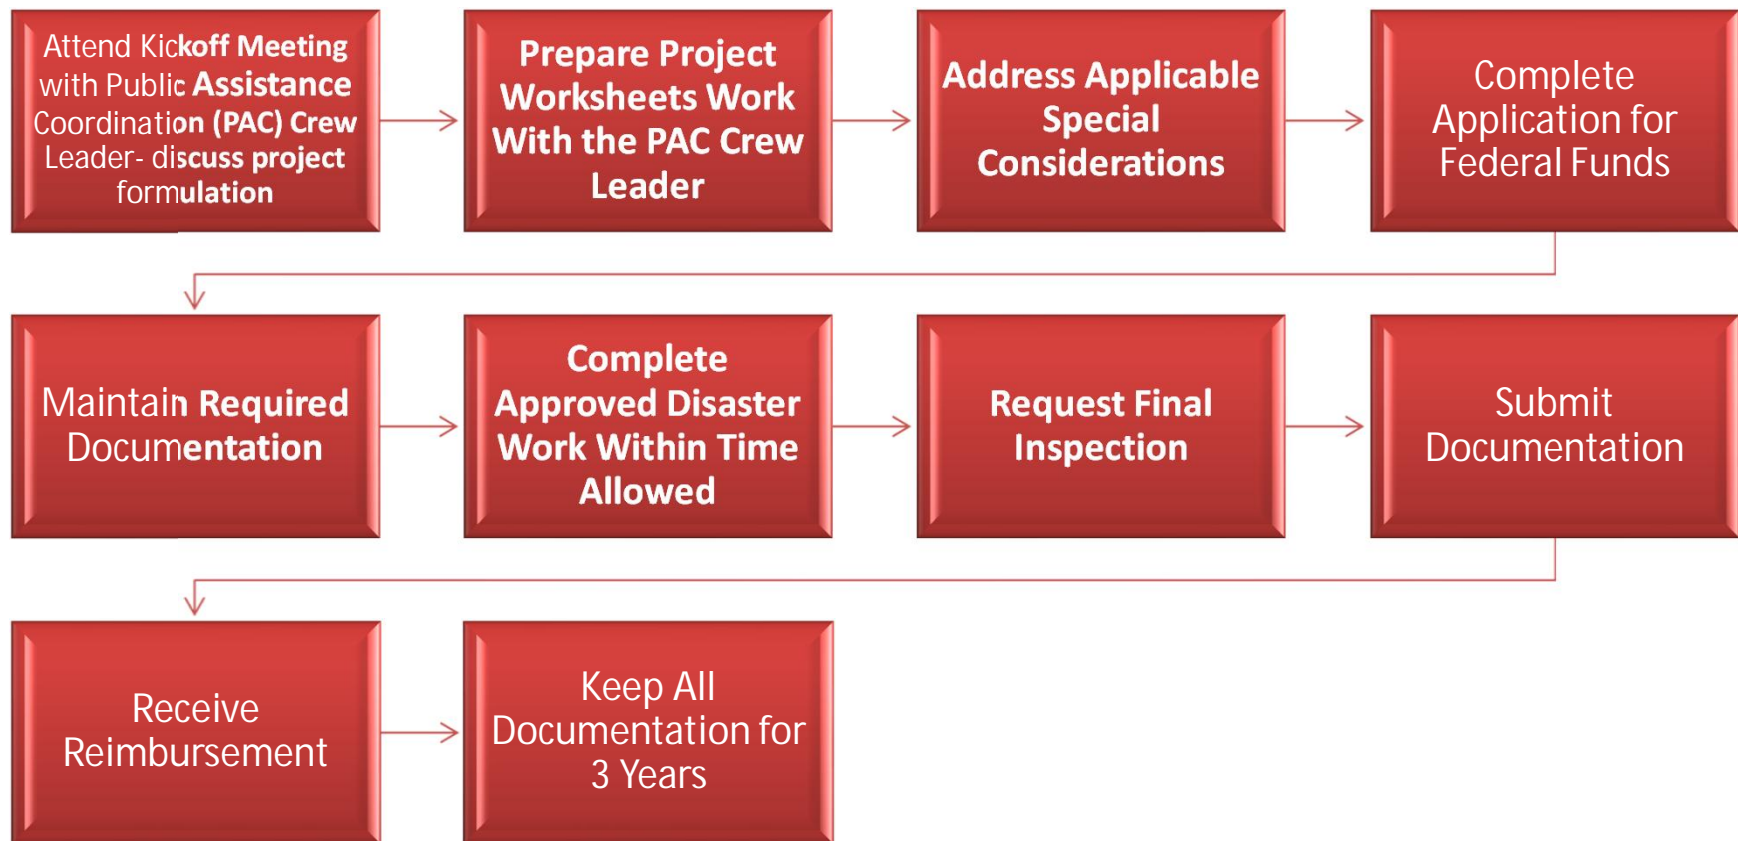 Attend Kickoff Meeting
with Public Assistance
Coordination (PAC) Crew
Leader- discuss project
formulation
Prepare Project
Worksheets Work
With the PAC Crew
Leader
Address Applicable
Special
Considerations
Complete
Application for
Federal Funds
Maintain Required
Documentation
Complete
Approved Disaster
Work Within Time
Allowed
Request Final
Inspection
Submit
Documentation
Receive
Reimbursement
Keep All
Documentation for
3 Years